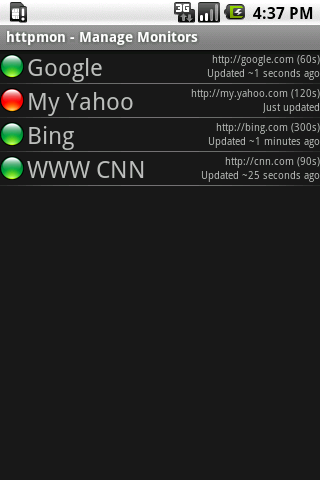 3G
4:37 PM
httpmon - Manage Monitors
Google
http://google.com (60s)
Updated ~1 seconds ago
My Yahoo
http://my.yahoo.com (120s)
Just updated
Bing
http://bing.com (300s)
Updated ~1 minutes ago
WWW CNN
http://cnn.com (90s)
Updated ~25 seconds ago